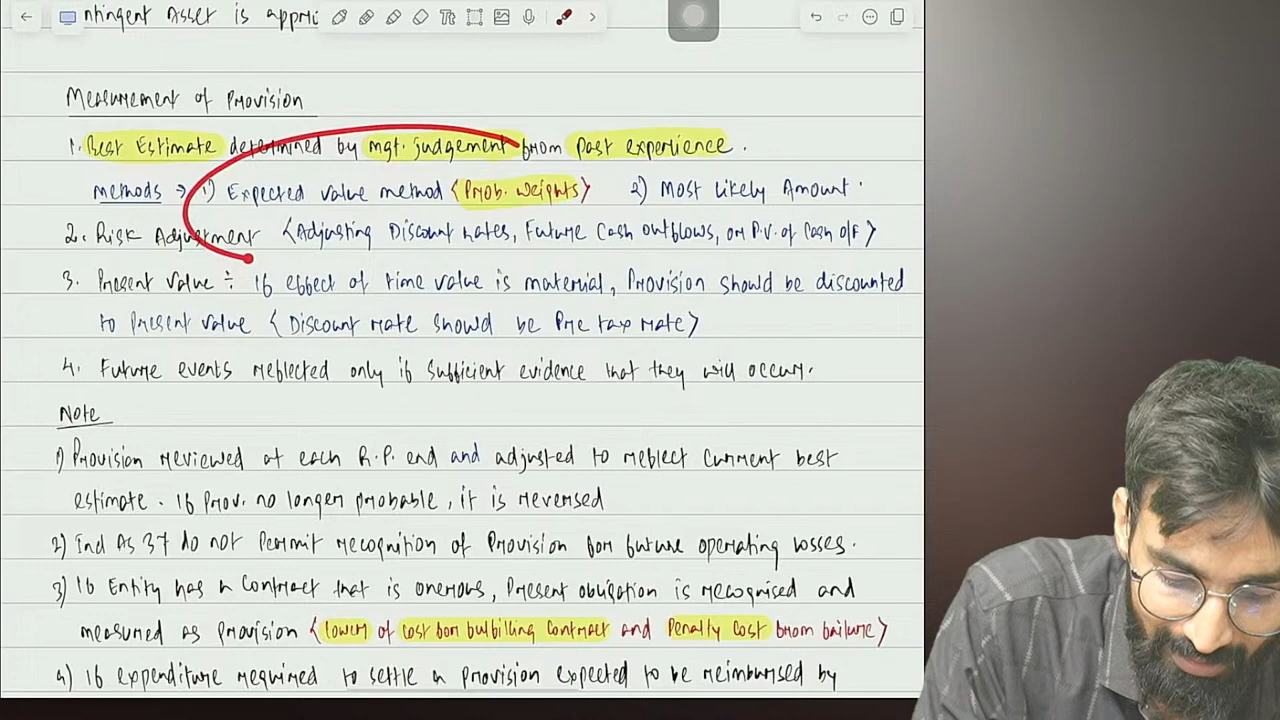 ntingent Asset is appr
Measurement of Provision
1. Best Estimate determined by mgt. judgement from past experience.
Methods → 1) Expected value method <Prob. weights> 2) Most Likely Amount.
2. Risk Adjustment <Adjusting Discount rates, Future Cash outflows, or P.V. of Cash o/f>
3. Present Value ÷ If effect of time value is material, Provision should be discounted
to Present value <Discount rate should be Pre tax rate>
4. Future events reflected only if sufficient evidence that they will occur.
Note
1) Provision reviewed at each R.P. end and adjusted to reflect Current best
estimate. If Prov. no longer probable, it is reversed
2) Ind As 37 do not Permit recognition of Provision for future operating losses.
3) If Entity has a Contract that is onerous, Present obligation is recognised and
measured as provision <lower of cost for fulfilling Contract and Penalty Cost from failure>
4) If expenditure required to settle a provision expected to be reimbursed by